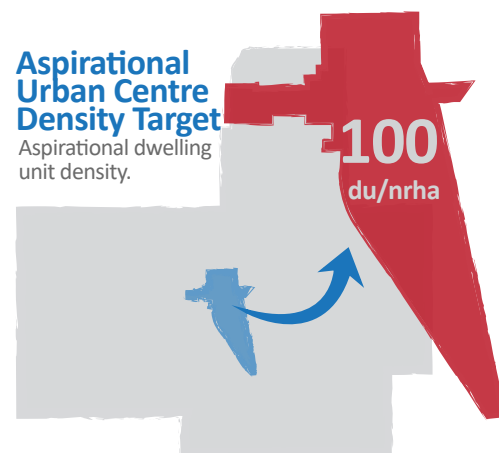 Aspirational
Urban Centre
Density Target
Aspirational dwelling
unit density.
100
du/nrha